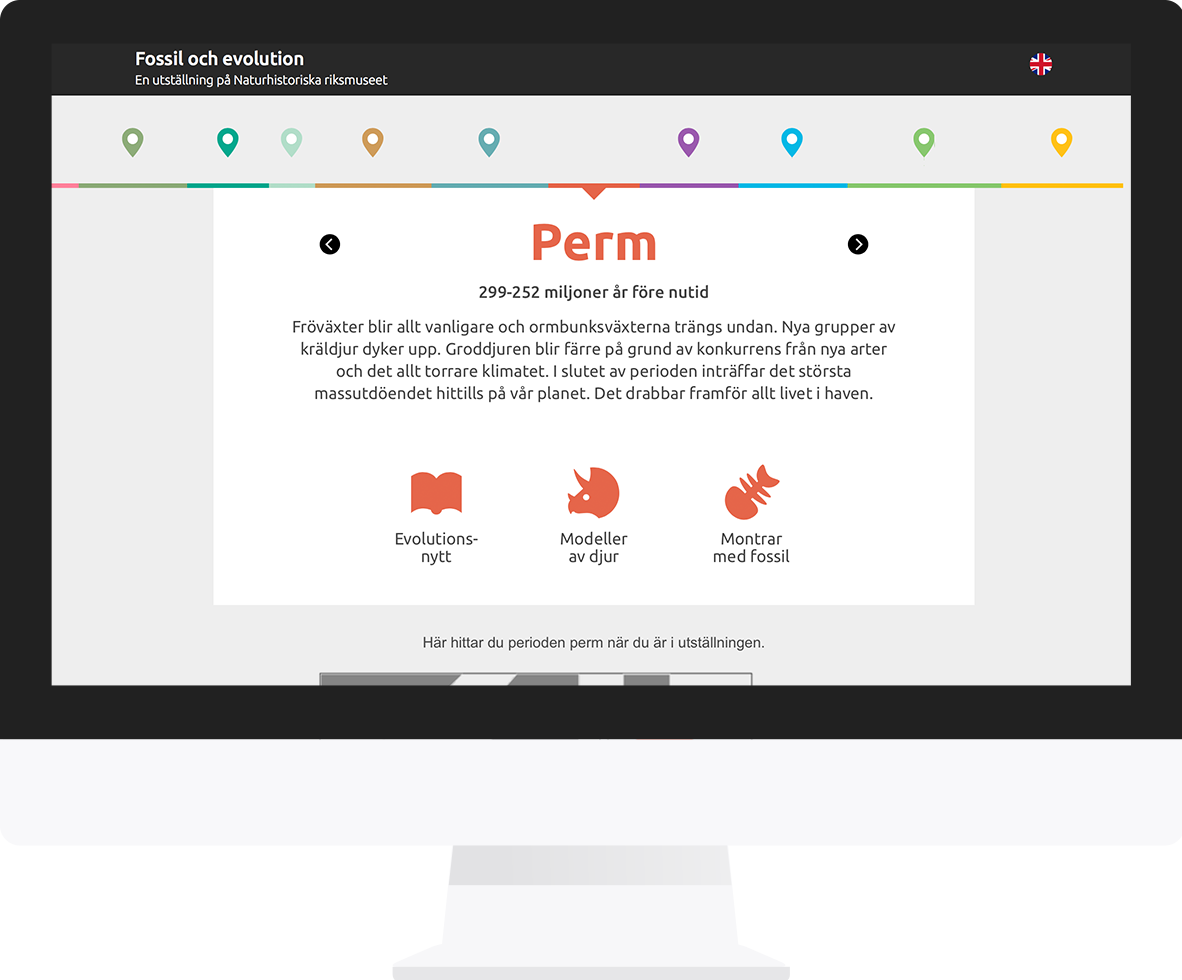 Fossil och evolution
En utställning på Naturhistoriska riksmuseet
Perm
299-252 miljoner år före nutid
Fröväxter blir allt vanligare och ormbunksväxterna trängs undan. Nya grupper av
kräldjur dyker upp. Groddjuren blir färre på grund av konkurrens från nya arter
och det allt torrare klimatet. I slutet av perioden inträffar det största
massutdöendet hittills på vår planet. Det drabbar framför allt livet i haven.
Evolutions-
nytt
Modeller
av djur
Montrar
med fossil
Här hittar du perioden perm när du är i utställningen.